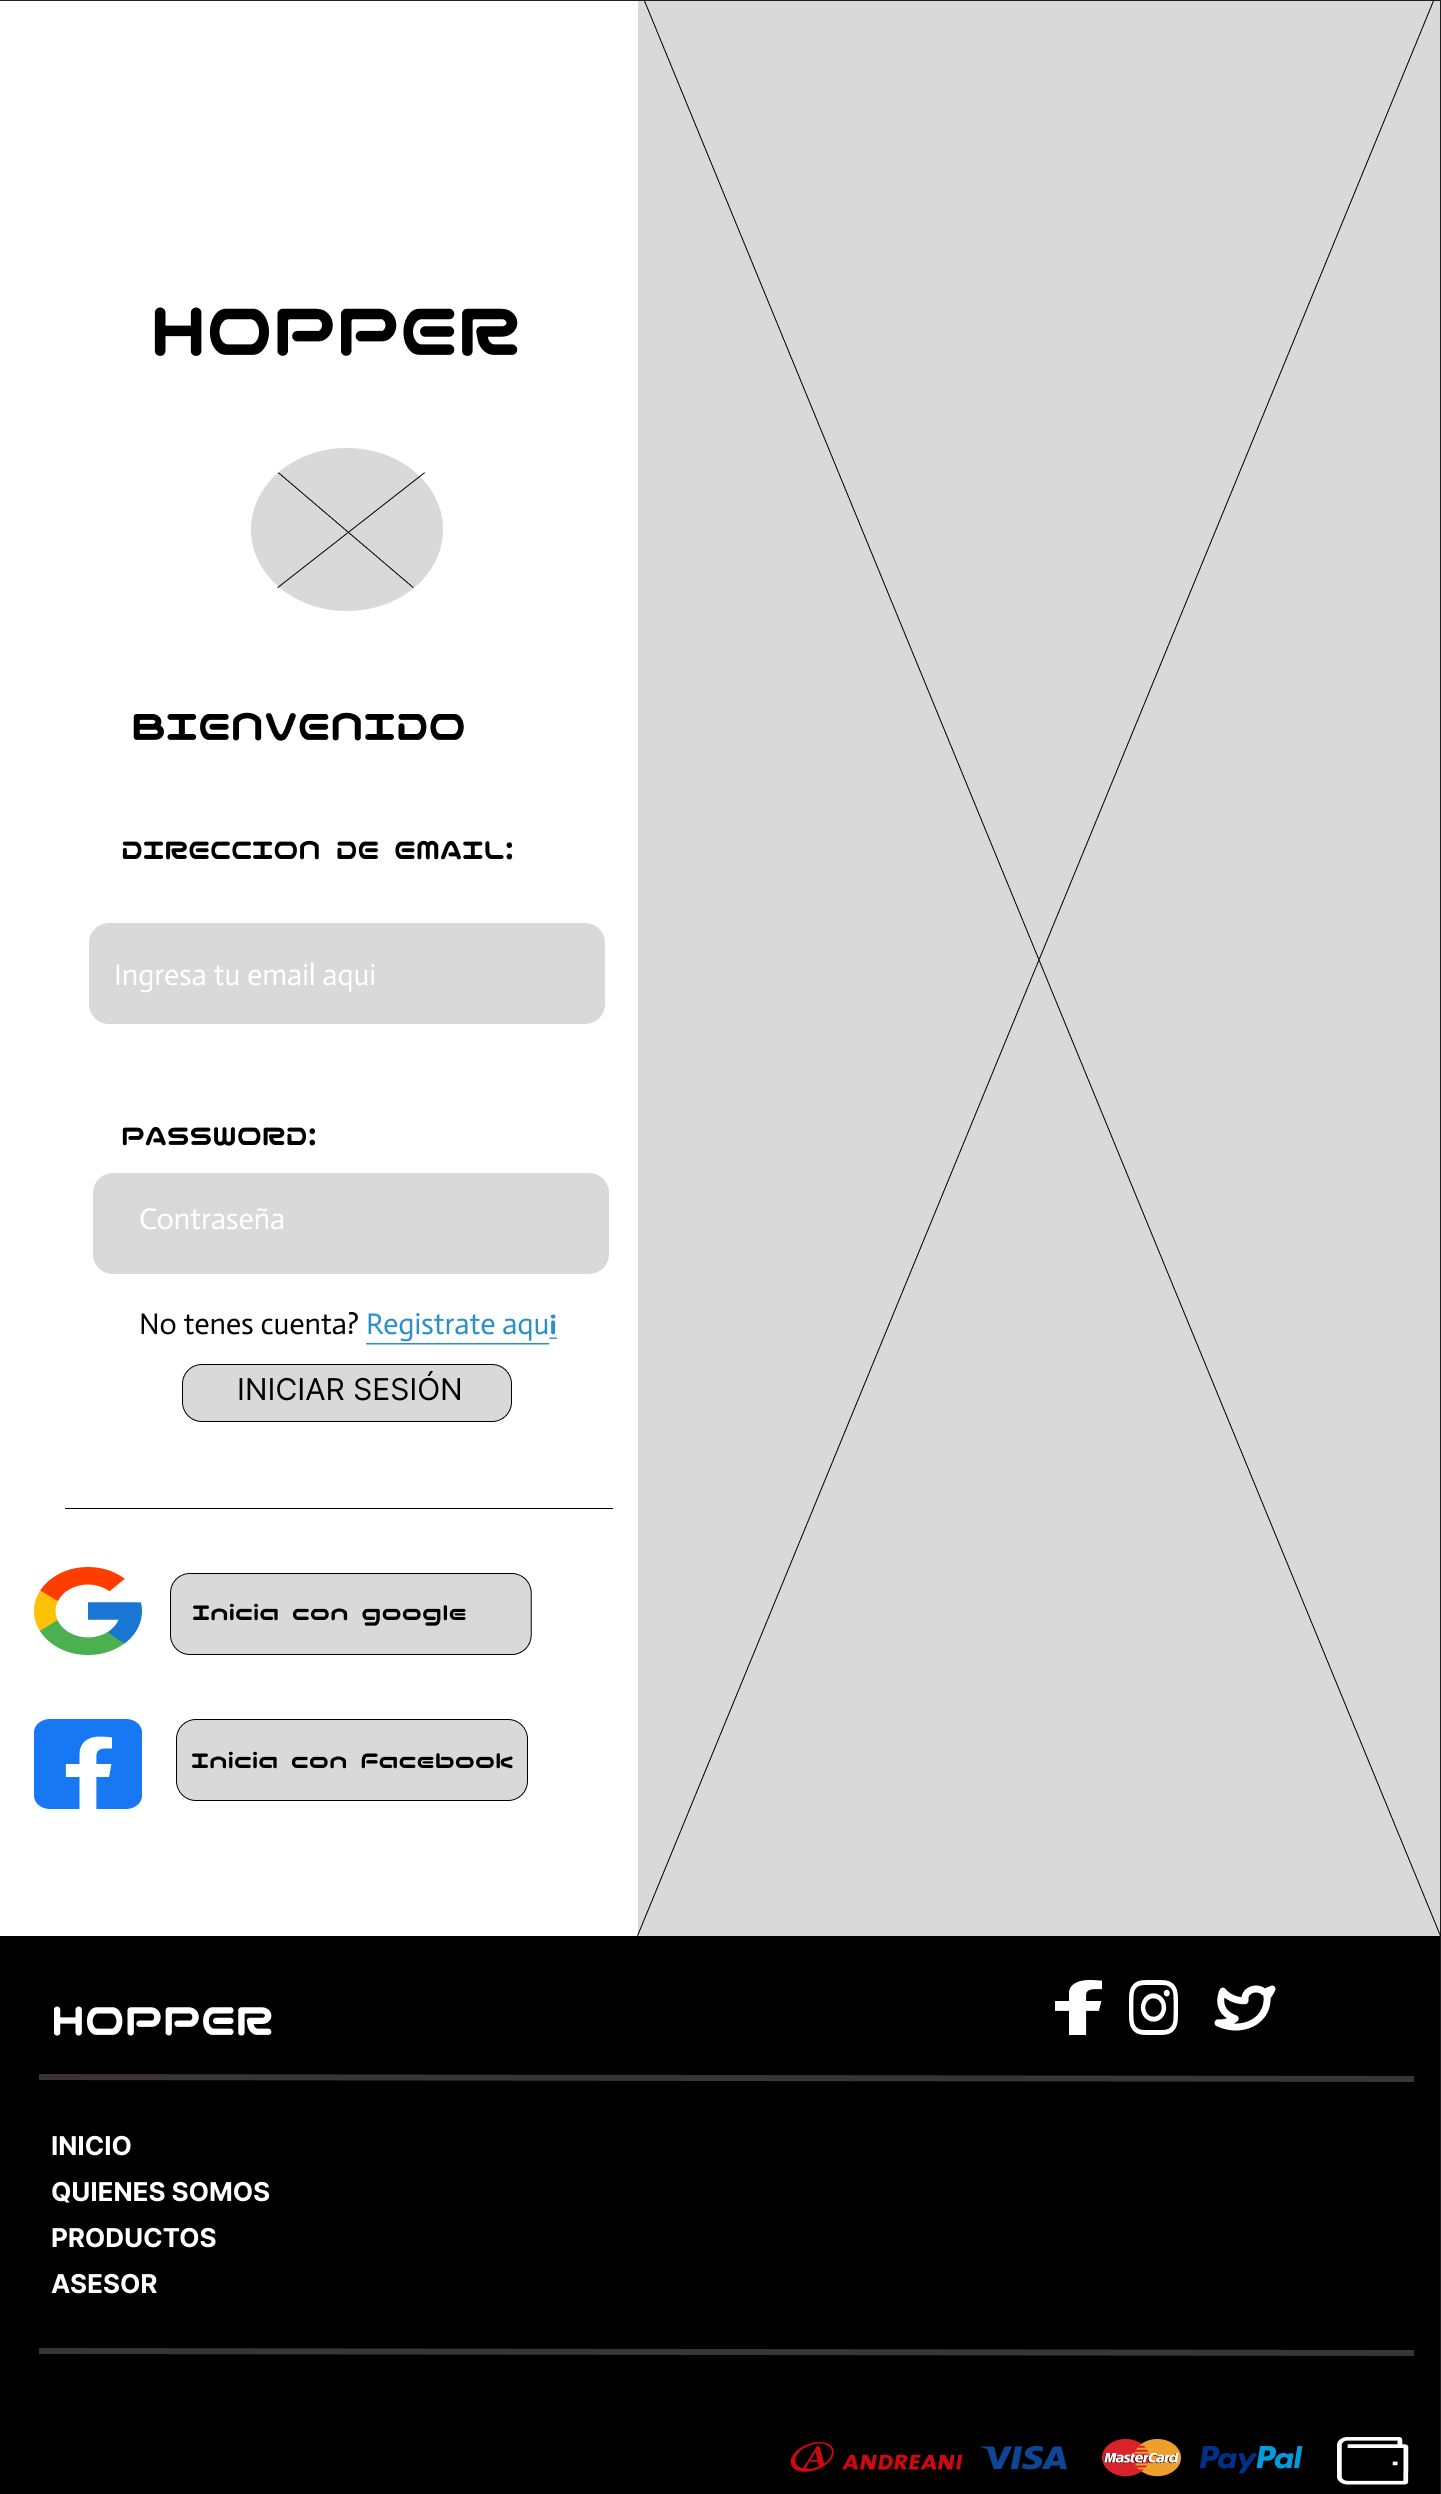 HOPPER
BIENVENIDO
DIRECCION DE EMAIL:
Ingresa tu email aqui
PASSWORD:
Contraseña
No tenes cuenta? Registrate aqui
INICIAR SESIÓN
Inicia con google
Inicia con facebook
HOPPER
INICIO
QUIENES SOMOS
PRODUCTOS
ASESOR
A ANDREANI VISA MasterCard PayPal